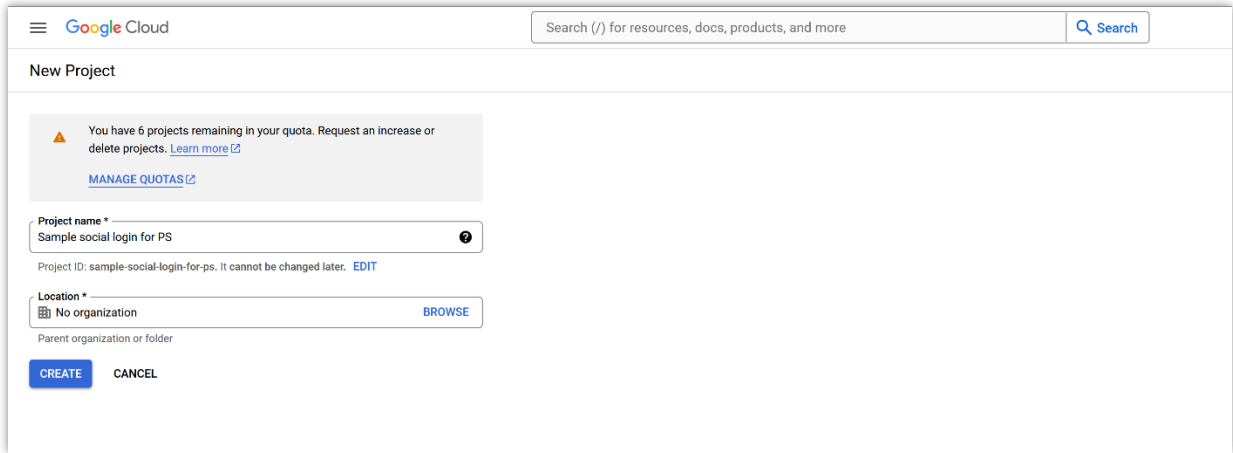 Google Cloud
Search (/) for resources, docs, products, and more
Search
New Project
You have 6 projects remaining in your quota. Request an increase or
delete projects. Learn more
MANAGE QUOTAS
Project name *
Sample social login for PS
Project ID: sample-social-login-for-ps. It cannot be changed later. EDIT
Location *
No organization
BROWSE
Parent organization or folder
CREATE
CANCEL